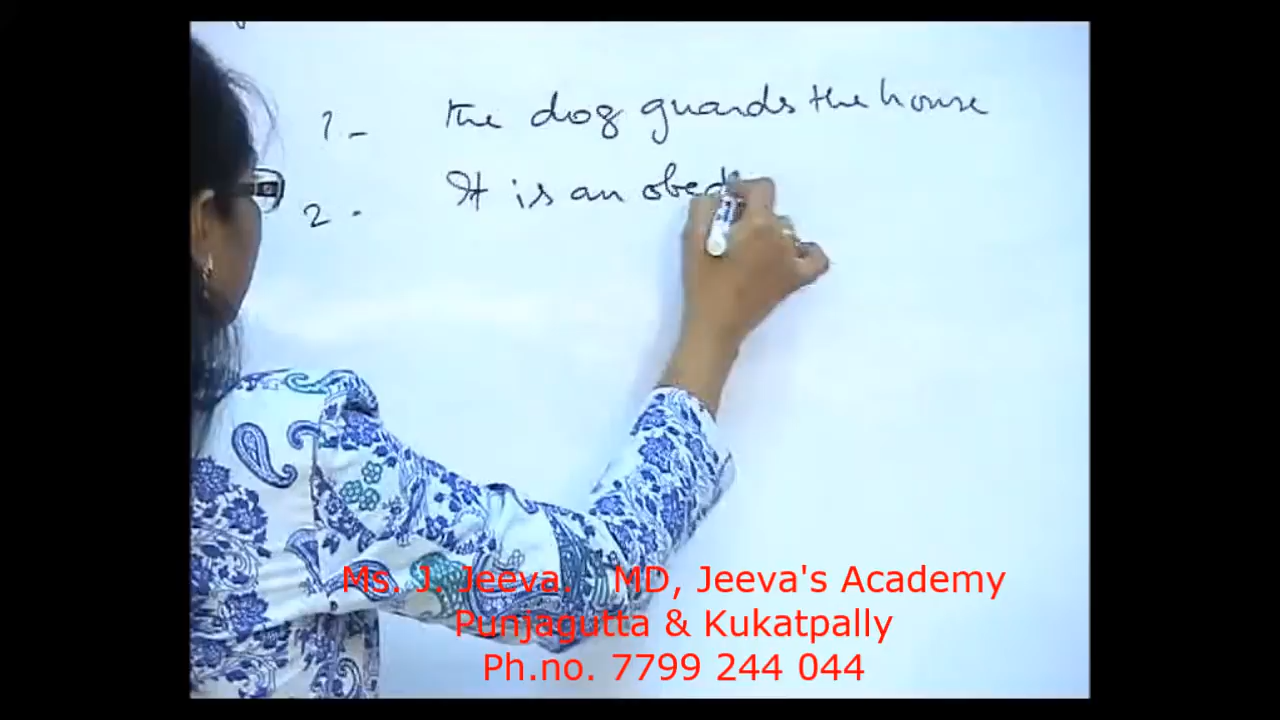 1 - the dog guards the house
2 - It is an obed
Ms. J. Jeeva. MD, Jeeva's Academy
Punjagutta & Kukatpally
Ph.no. 7799 244 044